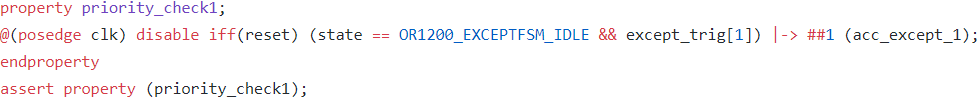 property priority_check1;
@(posedge clk) disable iff(reset) (state == OR1200_EXCEPTFSM_IDLE && except_trig[1]) |-> ##1 (acc_except_1);
endproperty
assert property (priority_check1);